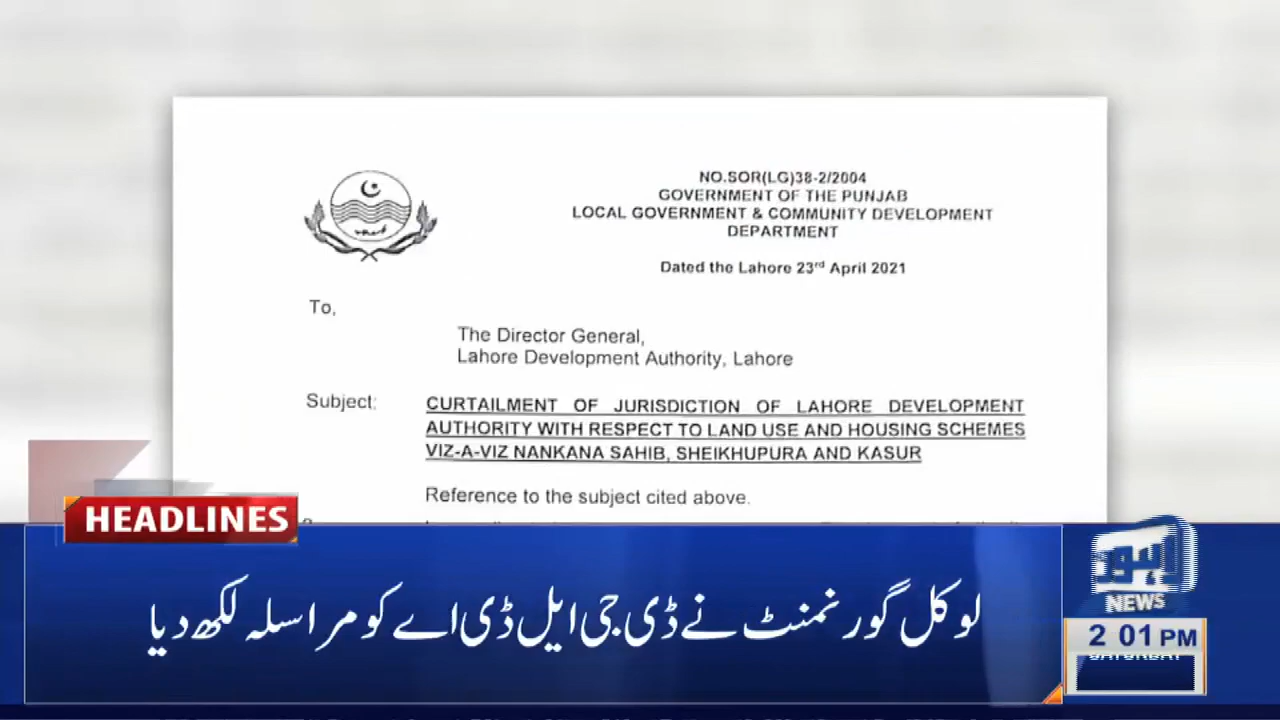 NO.SOR(LG)38-2/2004
GOVERNMENT OF THE PUNJAB
LOCAL GOVERNMENT & COMMUNITY DEVELOPMENT
DEPARTMENT
Dated the Lahore 23rd April 2021
To,
The Director General,
Lahore Development Authority, Lahore
Subject:
CURTAILMENT OF JURISDICTION OF LAHORE DEVELOPMENT
AUTHORITY WITH RESPECT TO LAND USE AND HOUSING SCHEMES
VIZ-A-VIZ NANKANA SAHIB, SHEIKHUPURA AND KASUR
Reference to the subject cited above.
HEADLINES
لوکل گورنمنٹ نے ڈی جی ایل ڈی اے کو مراسلہ لکھ دیا
لاہور
NEWS
2 01 PM